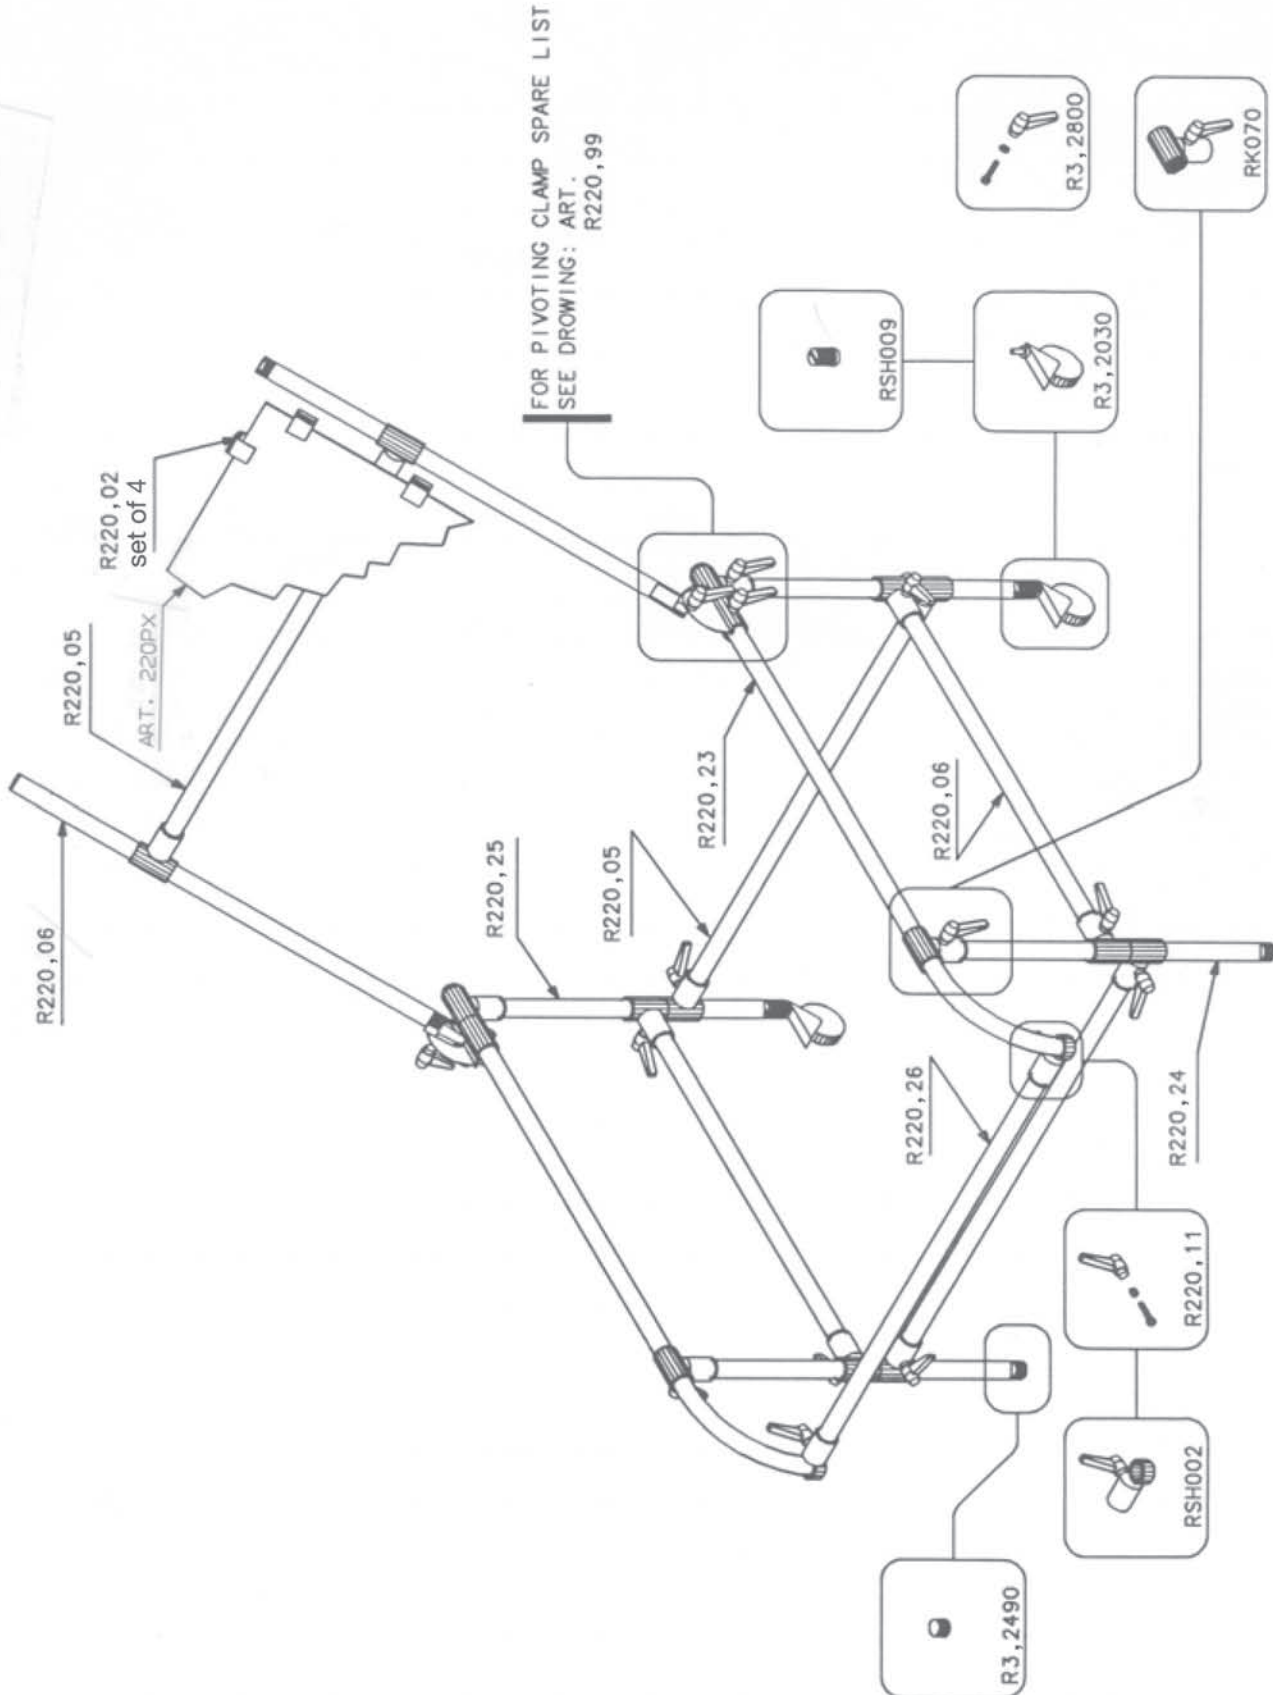 R220,06
R220,05
ART. 220PX
R220,02
set of 4
R220,25
R220,05
R220,23
R220,06
FOR PIVOTING CLAMP SPARE LIST
SEE DROWING: ART.
R220,99
RSH009
R3,2030
R3,2800
RK070
R220,26
R220,24
R3,2490
RSH002
R220,11